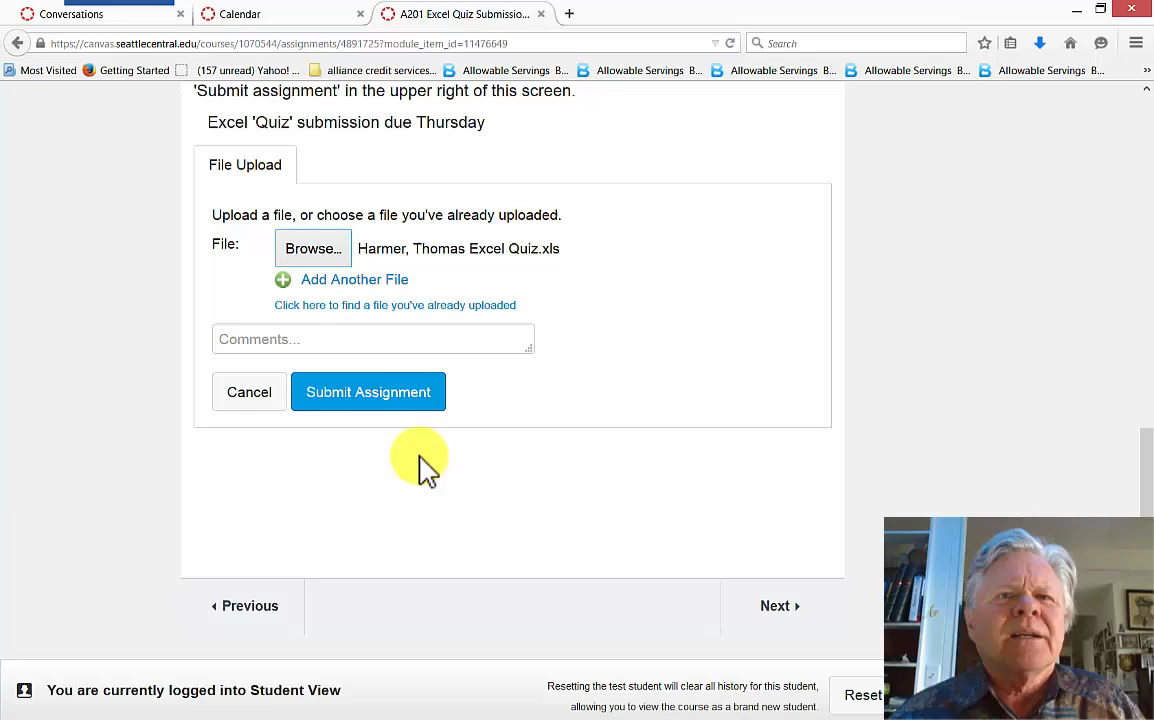 Conversations
Calendar
A201 Excel Quiz Submissio...
https://canvas.seattlecentral.edu/courses/1070544/assignments/4891725?module_item_id=11476649
Search
Most Visited
Getting Started
(157 unread) Yahoo! ...
alliance credit services...
Allowable Servings B...
Allowable Servings B...
Allowable Servings B...
Allowable Servings B...
Allowable Servings B...
'Submit assignment' in the upper right of this screen.
Excel 'Quiz' submission due Thursday
File Upload
Upload a file, or choose a file you've already uploaded.
File:
Browse...
Harmer, Thomas Excel Quiz.xls
Add Another File
Click here to find a file you've already uploaded
Comments...
Cancel
Submit Assignment
Previous
Next
You are currently logged into Student View
Resetting the test student will clear all history for this student,
allowing you to view the course as a brand new student.
Reset